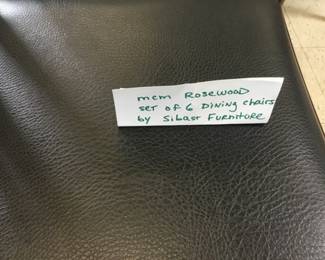 mcm Rosewood
set of 6 Dining chairs
by Sibast Furniture